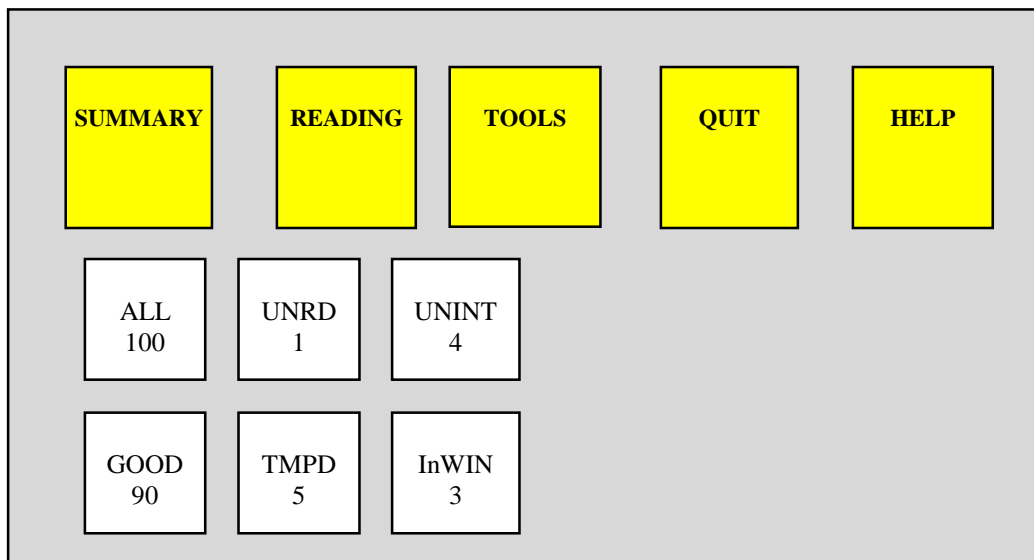 SUMMARY
READING
TOOLS
QUIT
HELP
ALL
100
UNRD
1
UNINT
4
GOOD
90
TMPD
5
InWIN
3